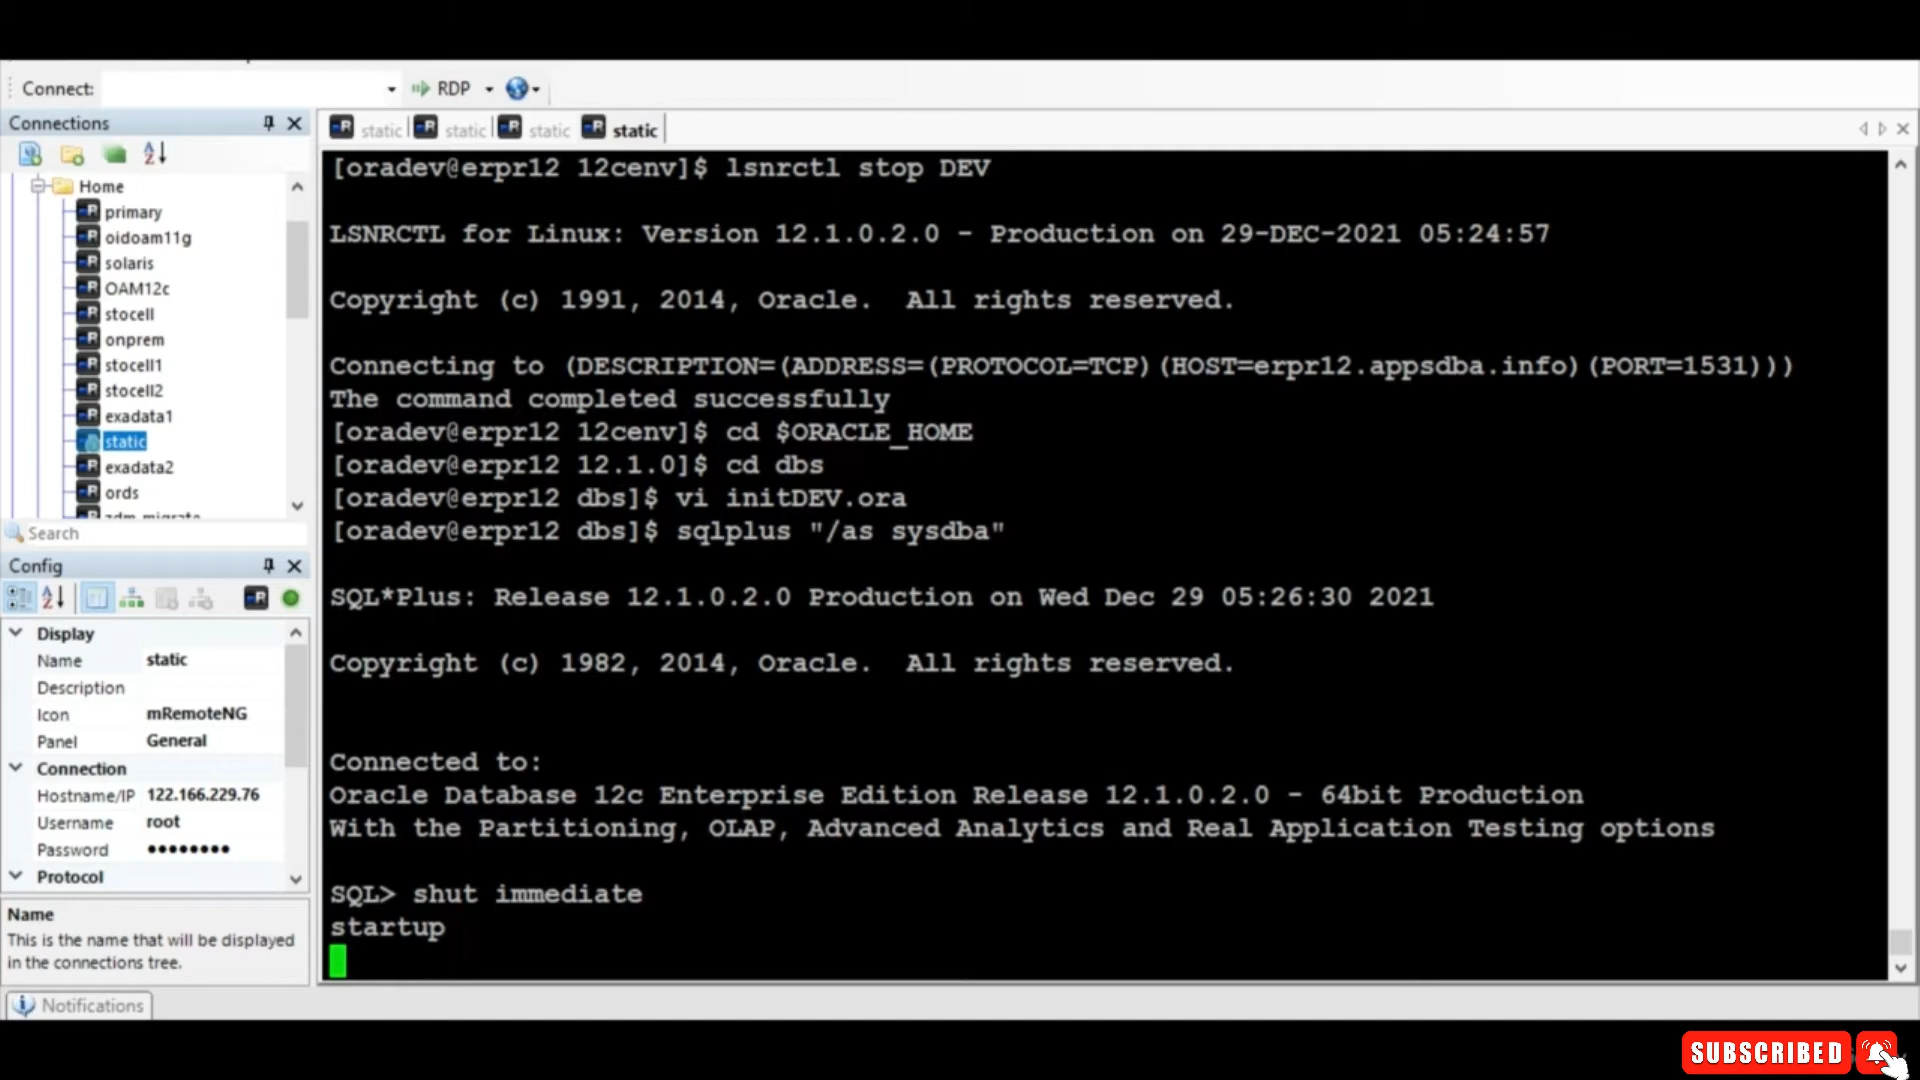 Connect:
RDP
Connections
static
static
static
static
Home
primary
oidoam11g
solaris
OAM12c
stocell
onprem
stocell1
stocell2
exadata1
static
exadata2
ords
Search
Config
Display
Name static
Description
Icon mRemoteNG
Panel General
Connection
Hostname/IP 122.166.229.76
Username root
Password ●●●●●●●●
Protocol
Name
This is the name that will be displayed
in the connections tree.
Notifications
[oradev@erpr12 12cenv]$ lsnrctl stop DEV
LSNRCTL for Linux: Version 12.1.0.2.0 - Production on 29-DEC-2021 05:24:57
Copyright (c) 1991, 2014, Oracle.  All rights reserved.
Connecting to (DESCRIPTION=(ADDRESS=(PROTOCOL=TCP)(HOST=erpr12.appsdba.info)(PORT=1531)))
The command completed successfully
[oradev@erpr12 12cenv]$ cd $ORACLE_HOME
[oradev@erpr12 12.1.0]$ cd dbs
[oradev@erpr12 dbs]$ vi initDEV.ora
[oradev@erpr12 dbs]$ sqlplus "/as sysdba"
SQL*Plus: Release 12.1.0.2.0 Production on Wed Dec 29 05:26:30 2021
Copyright (c) 1982, 2014, Oracle.  All rights reserved.
Connected to:
Oracle Database 12c Enterprise Edition Release 12.1.0.2.0 - 64bit Production
With the Partitioning, OLAP, Advanced Analytics and Real Application Testing options
SQL> shut immediate
startup
SUBSCRIBED